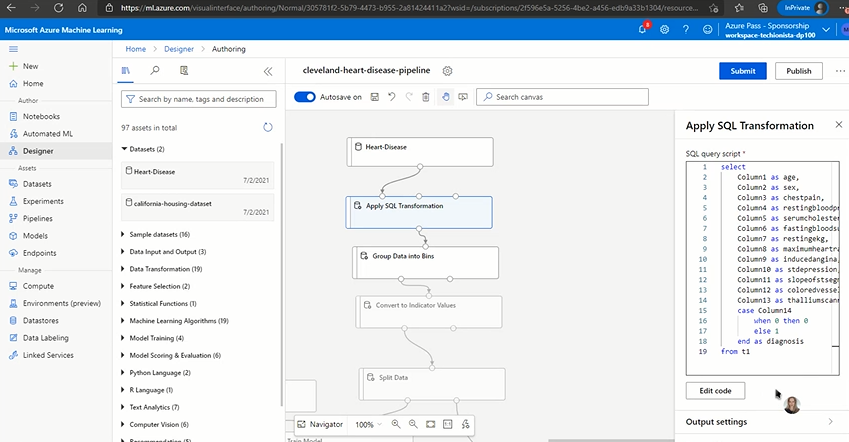 https://ml.azure.com/visualinterface/authoring/Normal/305781f2-5b79-4473-b955-2a81424411a2?wsid=/subscriptions/2f596e5a-5256-4be2-a456-edb9a33b1304/resource...
InPrivate
Microsoft Azure Machine Learning
8
Azure Pass - Sponsorship
workspace-techionista-dp100
Home > Designer > Authoring
New
Home
Author
Notebooks
Automated ML
Designer
Assets
Datasets
Experiments
Pipelines
Models
Endpoints
Manage
Compute
Environments (preview)
Datastores
Data Labeling
Linked Services
Search by name, tags and description
97 assets in total
Datasets (2)
Heart-Disease
7/2/2021
california-housing-dataset
7/2/2021
Sample datasets (16)
Data Input and Output (3)
Data Transformation (19)
Feature Selection (2)
Statistical Functions (1)
Machine Learning Algorithms (19)
Model Training (4)
Model Scoring & Evaluation (6)
Python Language (2)
R Language (1)
Text Analytics (7)
Computer Vision (6)
Recommendation (5)
cleveland-heart-disease-pipeline
Submit
Publish
Autosave on
Search canvas
Heart-Disease
Apply SQL Transformation
Group Data into Bins
Convert to Indicator Values
Split Data
Navigator
100%
Train Model
Apply SQL Transformation
SQL query script *
1 select
2 Column1 as age,
3 Column2 as sex,
4 Column3 as chestpain,
5 Column4 as restingbloodpr
6 Column5 as serumcholester
7 Column6 as fastingbloodsu
8 Column7 as restingekg,
9 Column8 as maximumheartra
10 Column9 as inducedangina,
11 Column10 as stdepression,
12 Column11 as slopeofstsegm
13 Column12 as coloredvessel
14 Column13 as thalliumscann
15 case Column14
16 when 0 then 0
17 else 1
18 end as diagnosis
19 from t1
Edit code
Output settings